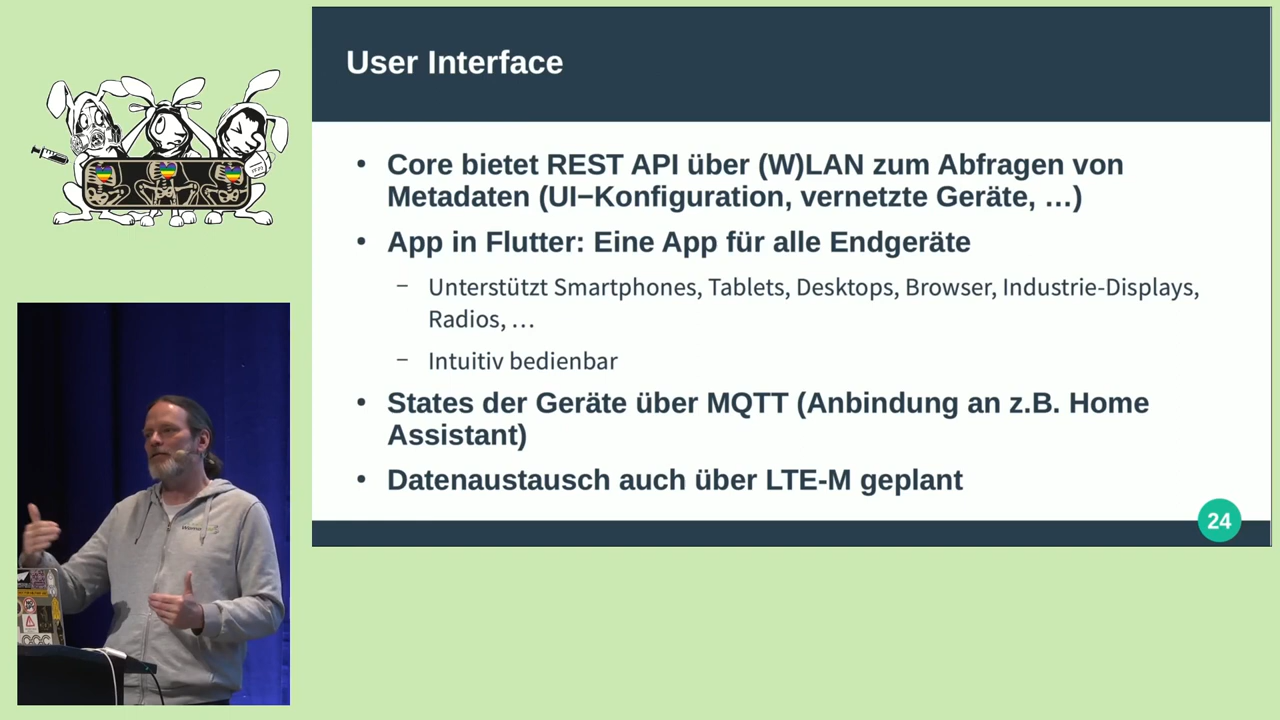 User Interface
• Core bietet REST API über (W)LAN zum Abfragen von
Metadaten (UI–Konfiguration, vernetzte Geräte, …)
• App in Flutter: Eine App für alle Endgeräte
– Unterstützt Smartphones, Tablets, Desktops, Browser, Industrie-Displays,
Radios, …
– Intuitiv bedienbar
• States der Geräte über MQTT (Anbindung an z.B. Home
Assistant)
• Datenaustausch auch über LTE-M geplant
24